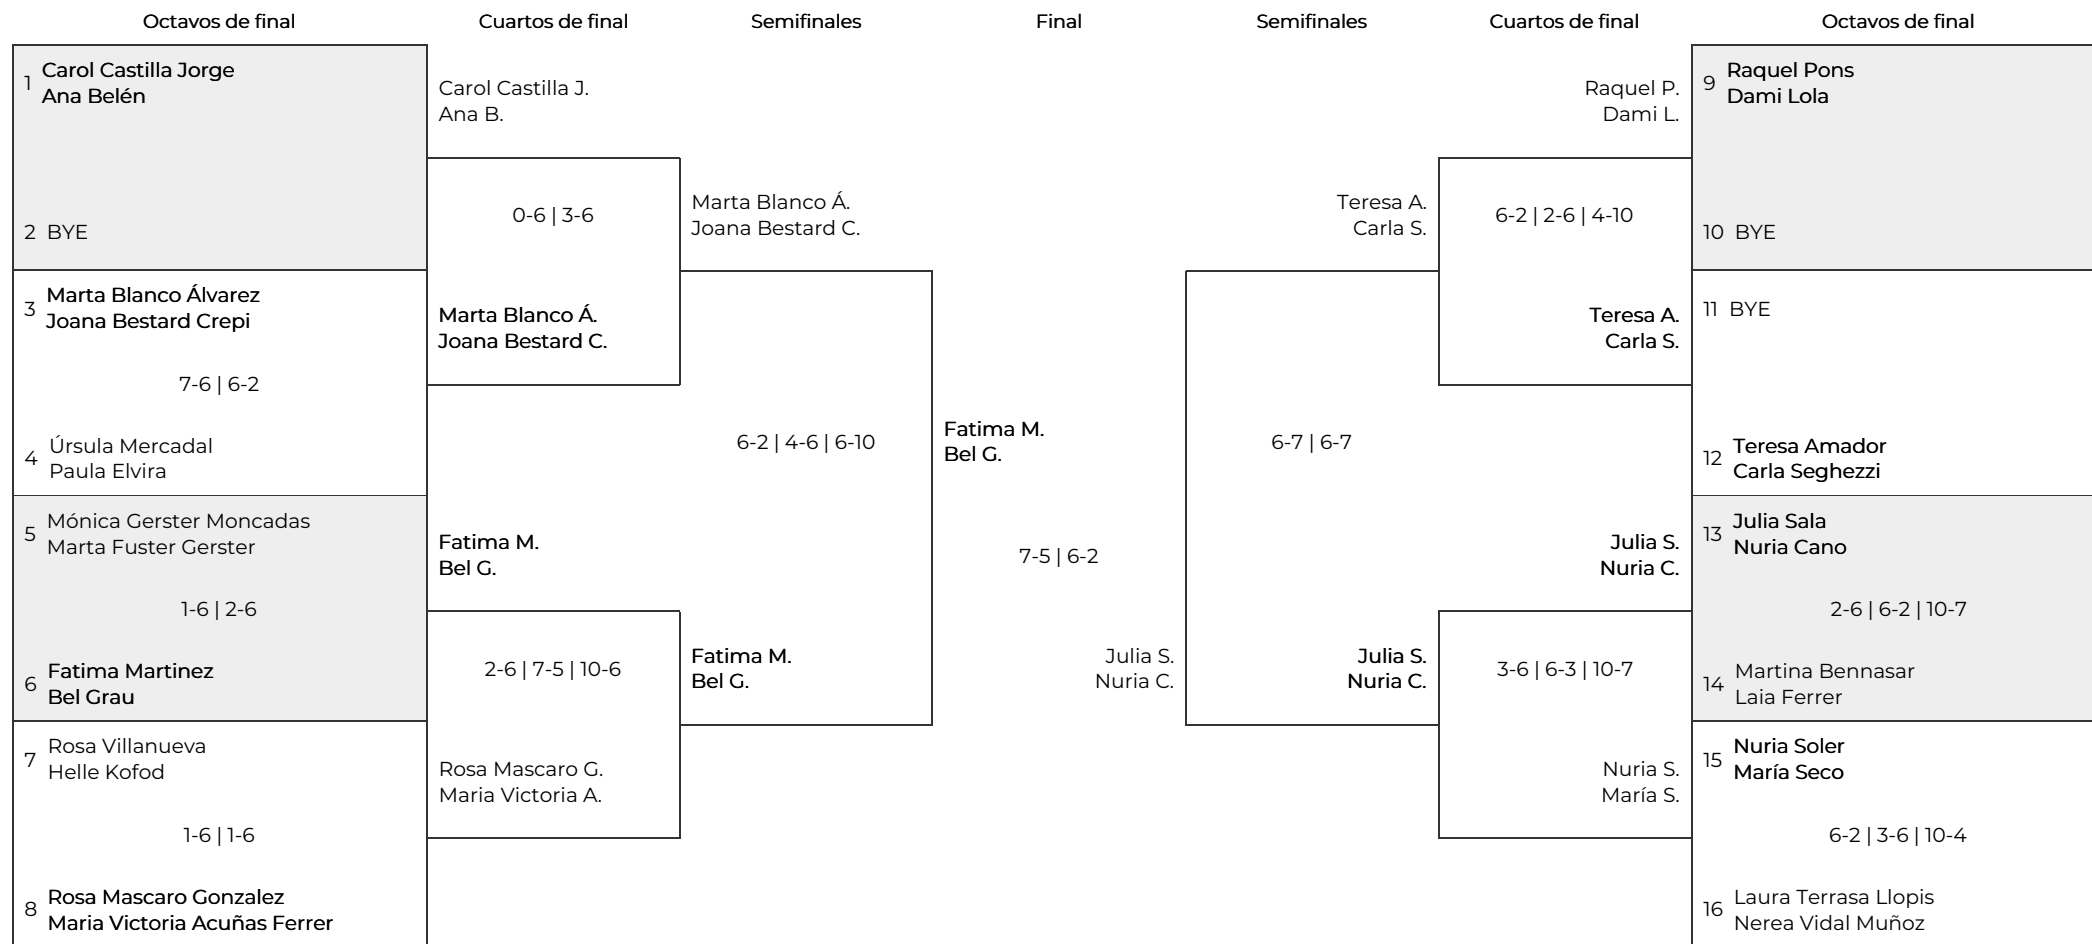 Octavos de final
Cuartos de final
Semifinales
Final
Semifinales
Cuartos de final
Octavos de final
1 Carol Castilla Jorge
Ana Belén
2 BYE
3 Marta Blanco Álvarez
Joana Bestard Crepi
7-6 | 6-2
4 Úrsula Mercadal
Paula Elvira
5 Mónica Gerster Moncadas
Marta Fuster Gerster
1-6 | 2-6
6 Fatima Martinez
Bel Grau
7 Rosa Villanueva
Helle Kofod
1-6 | 1-6
8 Rosa Mascaro Gonzalez
Maria Victoria Acuñas Ferrer
Carol Castilla J.
Ana B.
0-6 | 3-6
Marta Blanco Á.
Joana Bestard C.
Fatima M.
Bel G.
2-6 | 7-5 | 10-6
Rosa Mascaro G.
Maria Victoria A.
Marta Blanco Á.
Joana Bestard C.
6-2 | 4-6 | 6-10
Fatima M.
Bel G.
Fatima M.
Bel G.
7-5 | 6-2
Julia S.
Nuria C.
Teresa A.
Carla S.
6-7 | 6-7
Julia S.
Nuria C.
Raquel P.
Dami L.
6-2 | 2-6 | 4-10
Teresa A.
Carla S.
Julia S.
Nuria C.
3-6 | 6-3 | 10-7
Nuria S.
María S.
9 Raquel Pons
Dami Lola
10 BYE
11 BYE
12 Teresa Amador
Carla Seghezzi
13 Julia Sala
Nuria Cano
2-6 | 6-2 | 10-7
14 Martina Bennasar
Laia Ferrer
15 Nuria Soler
María Seco
6-2 | 3-6 | 10-4
16 Laura Terrasa Llopis
Nerea Vidal Muñoz